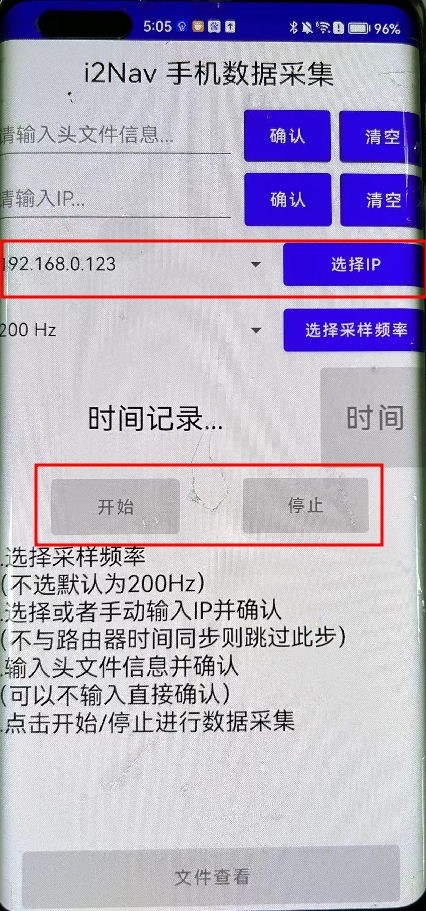 5:05 96%
i2Nav 手机数据采集
请输入头文件信息... 确认 清空
请输入IP... 确认 清空
192.168.0.123 选择IP
200 Hz 选择采样频率
时间记录... 时间
开始 停止
.选择采样频率
（不选默认为200Hz）
.选择或者手动输入IP并确认
（不与路由器时间同步则跳过此步）
.输入头文件信息并确认
（可以不输入直接确认）
.点击开始/停止进行数据采集
文件查看